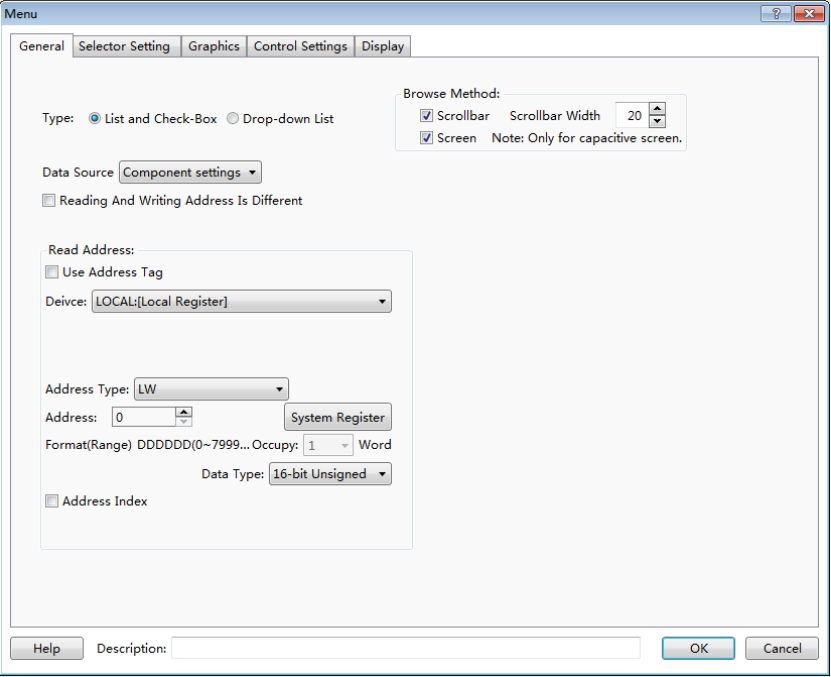 Menu
General Selector Setting Graphics Control Settings Display
Browse Method:
Type: List and Check-Box Drop-down List
Scrollbar Scrollbar Width 20
Screen Note: Only for capacitive screen.
Data Source Component settings
Reading And Writing Address Is Different
Read Address:
Use Address Tag
Deivce: LOCAL:[Local Register]
Address Type: LW
Address: 0 System Register
Format(Range) DDDDDD(0~7999... Occupy: 1 Word
Data Type: 16-bit Unsigned
Address Index
Help Description: OK Cancel